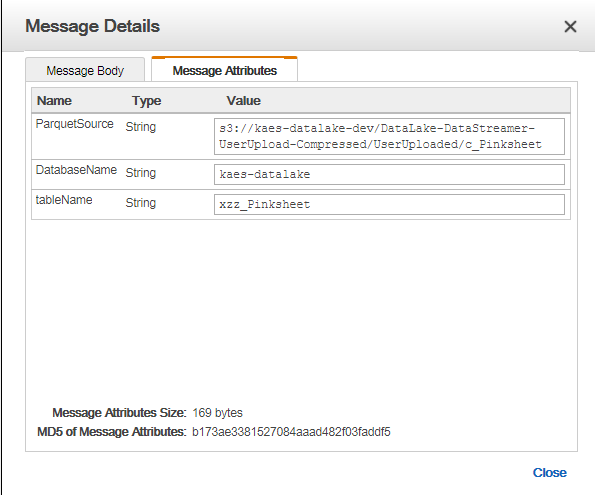 Message Details
Message Body Message Attributes
Name Type Value
ParquetSource String s3://kaes-datalake-dev/DataLake-DataStreamer-
UserUpload-Compressed/UserUploaded/c_Pinksheet
DatabaseName String kaes-datalake
tableName String xzz_Pinksheet
Message Attributes Size: 169 bytes
MD5 of Message Attributes: b173ae3381527084aaad482f03faddf5
Close